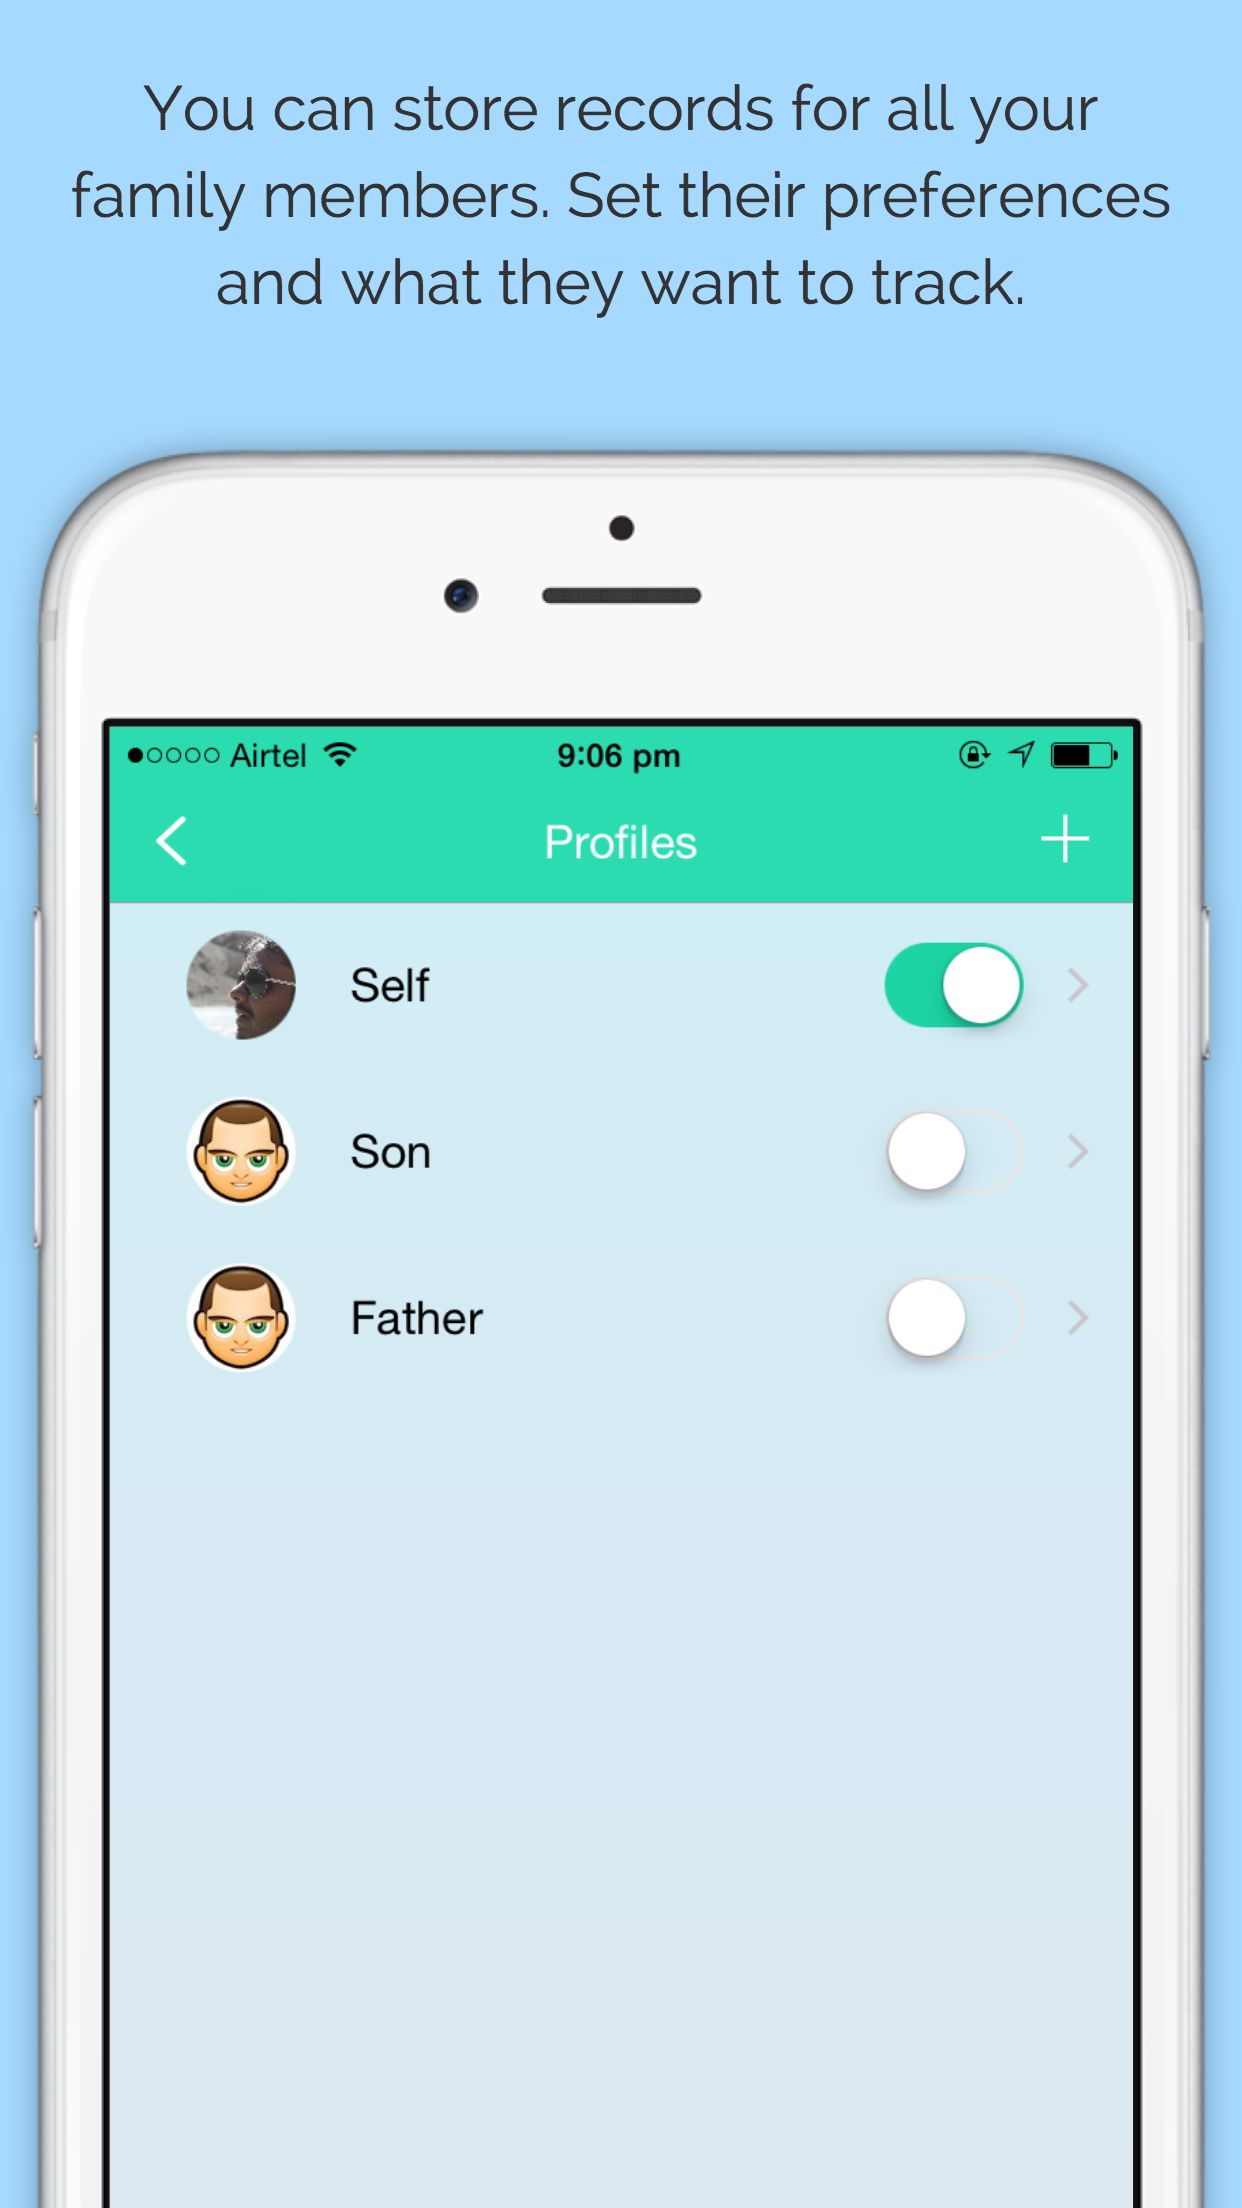 You can store records for all your
family members. Set their preferences
and what they want to track.
Airtel 9:06 pm
Profiles
Self
Son
Father